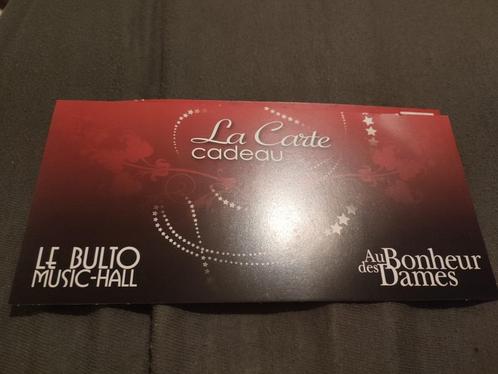 La Carte
cadeau
LE BULTO
MUSIC-HALL
Au Bonheur
des Dames